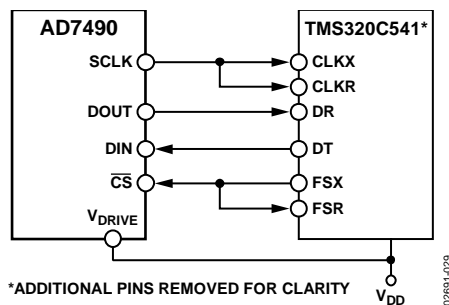 AD7490
TMS320C541*
SCLK
CLKX
CLKR
DOUT
DR
DIN
DT
CS
FSX
FSR
VDRIVE
VDD
*ADDITIONAL PINS REMOVED FOR CLARITY
02691-029